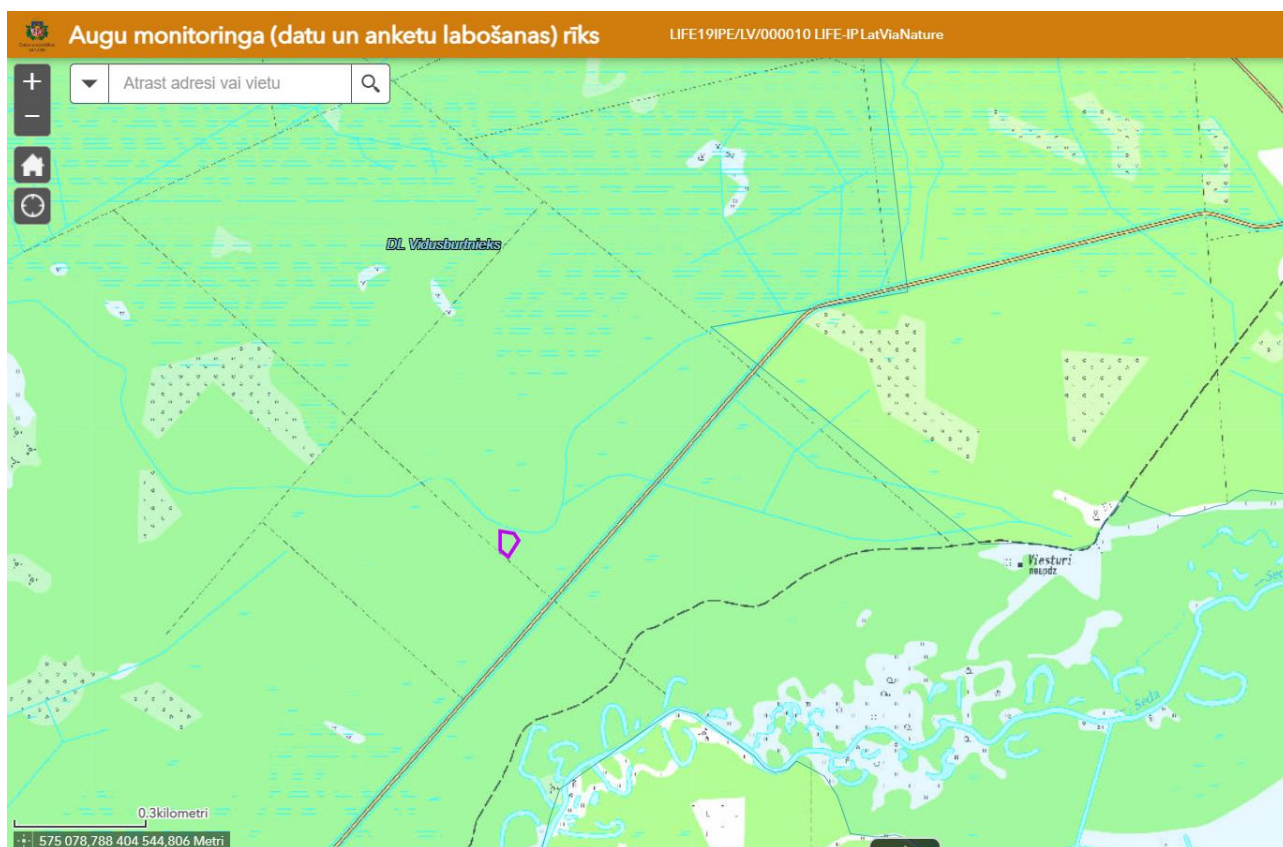 Augu monitoringa (datu un anketu labošanas) rīks
LIFE19IPE/LV/000010 LIFE-IP LatViaNature
Atrast adresi vai vietu
DL Vidusburtnieks
Viesturi
Seda
Seda
0.3kilometri
575 078,788 404 544,806 Metri